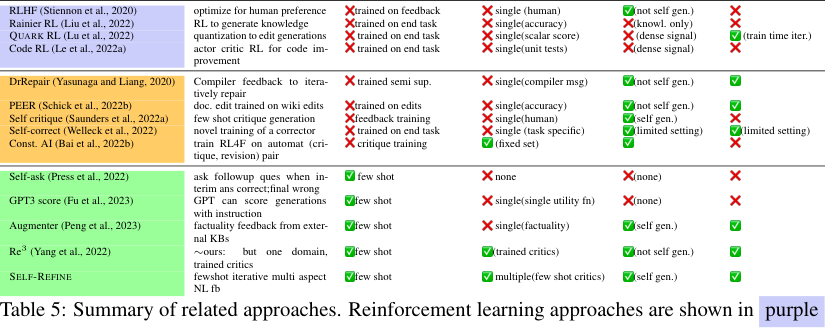 RLHF (Stiennon et al., 2020) optimize for human preference ❌trained on feedback ❌ single (human) ✅(not self gen.) ❌
Rainier RL (Liu et al., 2022) RL to generate knowledge ❌trained on end task ❌ single(accuracy) ❌(knowl. only) ❌
QUARK RL (Lu et al., 2022) quantization to edit generations ❌trained on end task ❌ single(scalar score) ❌ (dense signal) ✅ (train time iter.)
Code RL (Le et al., 2022a) actor critic RL for code im- ❌trained on end task ❌ single(unit tests) ❌(dense signal) ❌
provement
DrRepair (Yasunaga and Liang, 2020) Compiler feedback to itera- ❌ trained semi sup. ❌ single(compiler msg) ✅(not self gen.) ✅
tively repair
PEER (Schick et al., 2022b) doc. edit trained on wiki edits ❌trained on edits ❌ single(accuracy) ✅(not self gen.) ✅
Self critique (Saunders et al., 2022a) few shot critique generation ❌feedback training ❌ single(human) ✅(self gen.) ❌
Self-correct (Welleck et al., 2022) novel training of a corrector ❌ trained on end task ❌ single (task specific) ✅(limited setting) ✅(limited setting)
Const. AI (Bai et al., 2022b) train RL4F on automat (cri- ❌ critique training ✅ (fixed set) ✅ ❌
tique, revision) pair
Self-ask (Press et al., 2022) ask followup ques when in- ✅ few shot ❌ none ❌(none) ❌
terim ans correct;final wrong
GPT3 score (Fu et al., 2023) GPT can score generations ✅few shot ❌ single(single utility fn) ❌(none) ❌
with instruction
Augmenter (Peng et al., 2023) factuality feedback from exter- ✅few shot ❌ single(factuality) ✅(self gen.) ✅
nal KBs
Re³ (Yang et al., 2022) ~ours: but one domain, ✅few shot ✅(trained critics) ✅(not self gen.) ✅
trained critics
SELF-REFINE fewshot iterative multi aspect ✅few shot ✅ multiple(few shot critics) ✅(self gen.) ✅
NL fb
Table 5: Summary of related approaches. Reinforcement learning approaches are shown in purple